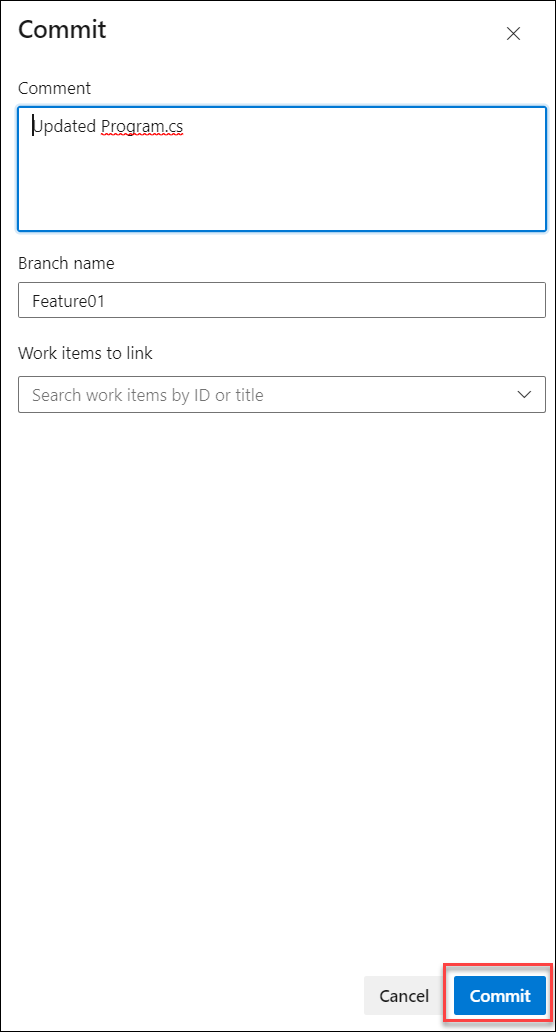 Commit
Comment
Updated Program.cs
Branch name
Feature01
Work items to link
Search work items by ID or title
Cancel
Commit